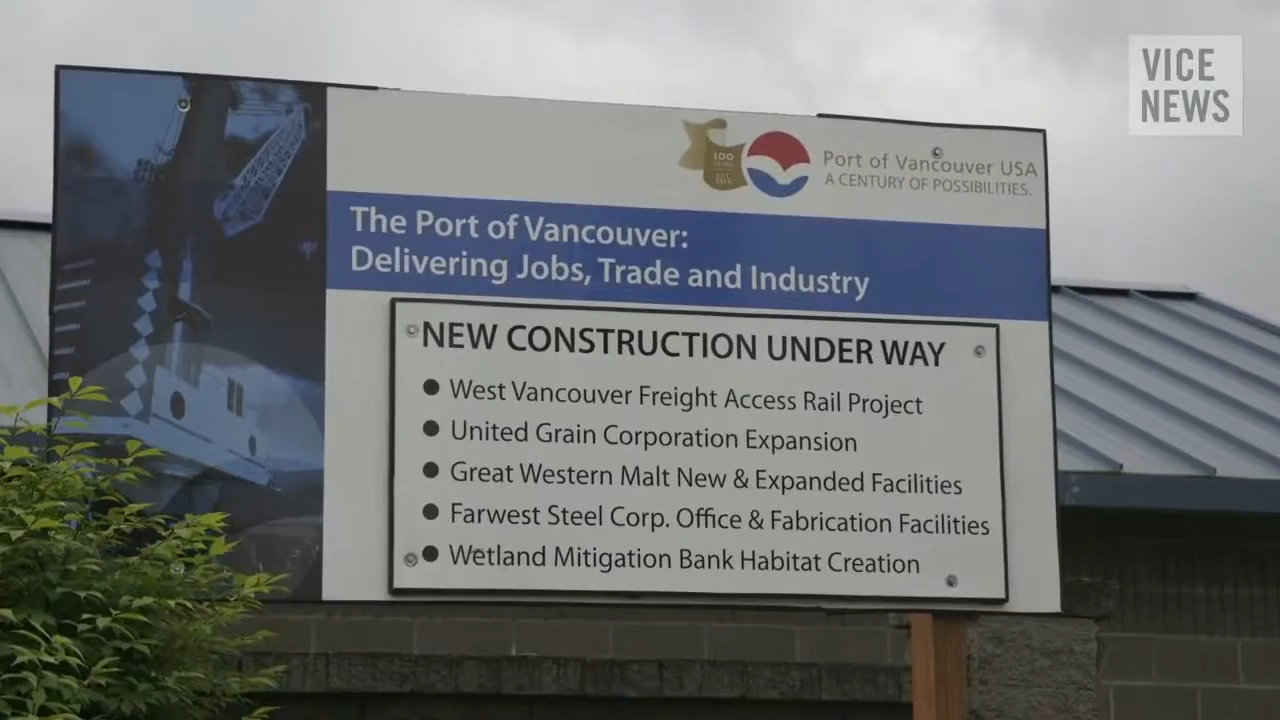 VICE
NEWS
100
YEARS
Port of Vancouver USA
A CENTURY OF POSSIBILITIES.
The Port of Vancouver:
Delivering Jobs, Trade and Industry
NEW CONSTRUCTION UNDER WAY
● West Vancouver Freight Access Rail Project
● United Grain Corporation Expansion
● Great Western Malt New & Expanded Facilities
● Farwest Steel Corp. Office & Fabrication Facilities
● Wetland Mitigation Bank Habitat Creation